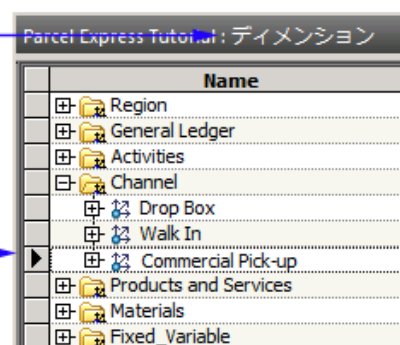 Parcel Express Tutorial : ディメンション
Name
Region
General Ledger
Activities
Channel
Drop Box
Walk In
Commercial Pick-up
Products and Services
Materials
Fixed_Variable